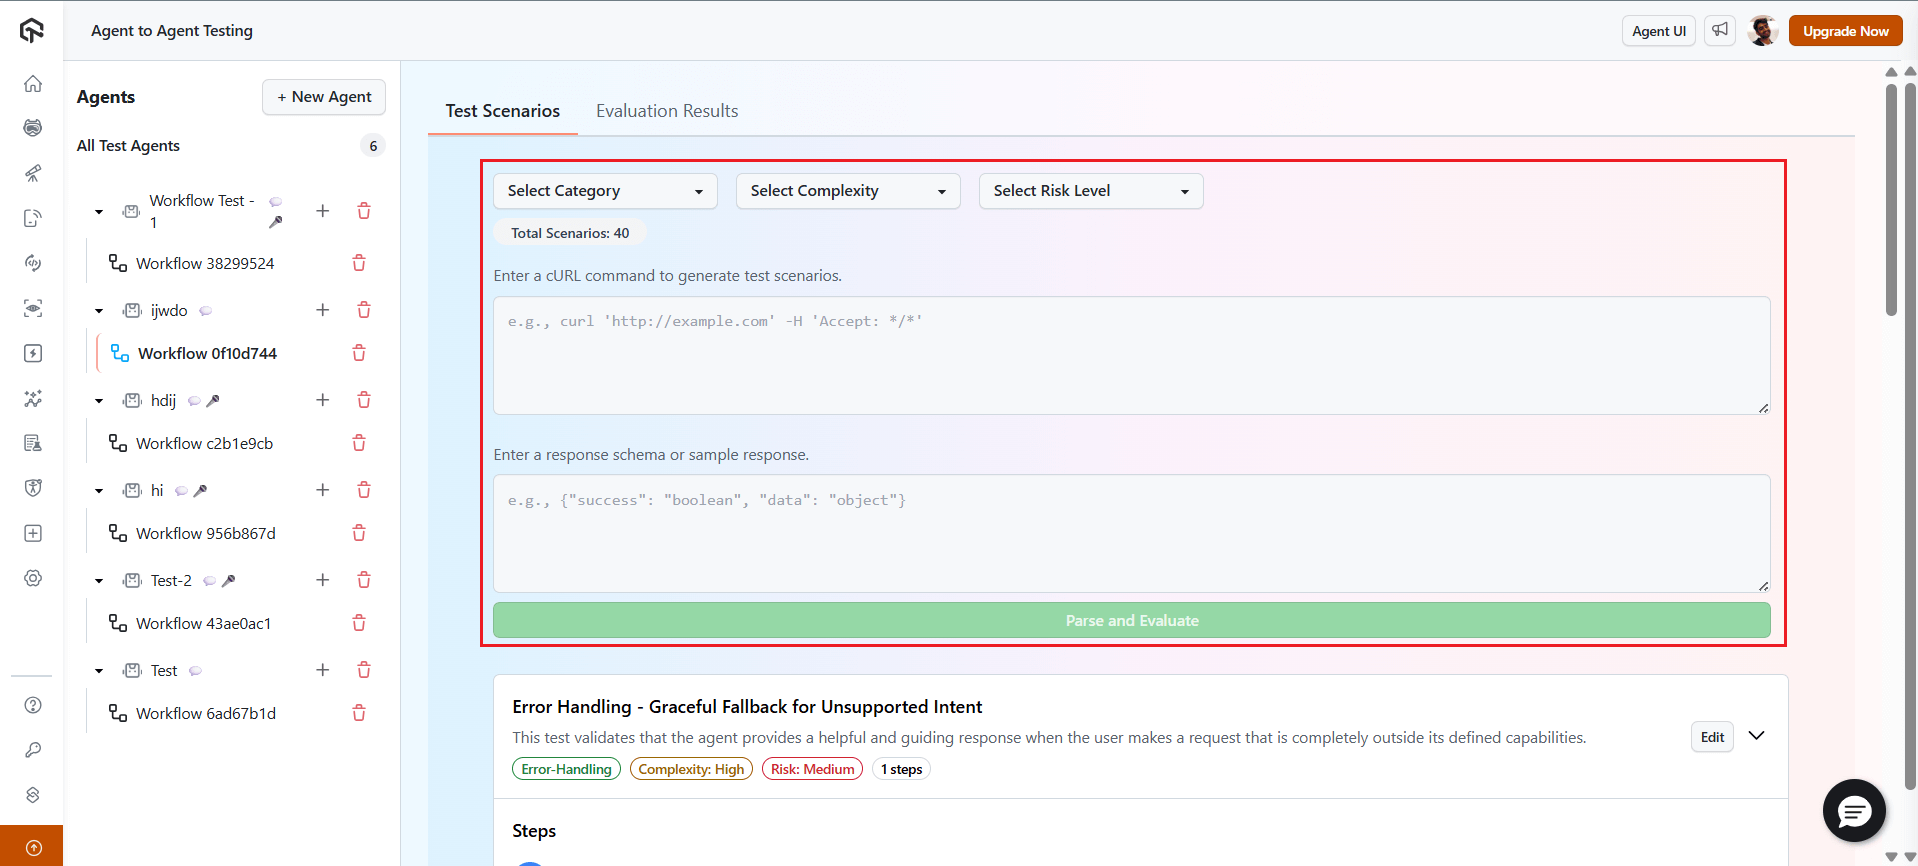 Agent to Agent Testing
Agent UI
Upgrade Now
Agents
+ New Agent
All Test Agents
6
Workflow Test -
1
Workflow 38299524
ijwdo
Workflow 0f10d744
hdij
Workflow c2b1e9cb
hi
Workflow 956b867d
Test-2
Workflow 43ae0ac1
Test
Workflow 6ad67b1d
Test Scenarios
Evaluation Results
Select Category
Select Complexity
Select Risk Level
Total Scenarios: 40
Enter a cURL command to generate test scenarios.
e.g., curl 'http://example.com' -H 'Accept: */*'
Enter a response schema or sample response.
e.g., {"success": "boolean", "data": "object"}
Parse and Evaluate
Error Handling - Graceful Fallback for Unsupported Intent
This test validates that the agent provides a helpful and guiding response when the user makes a request that is completely outside its defined capabilities.
Edit
Error-Handling
Complexity: High
Risk: Medium
1 steps
Steps